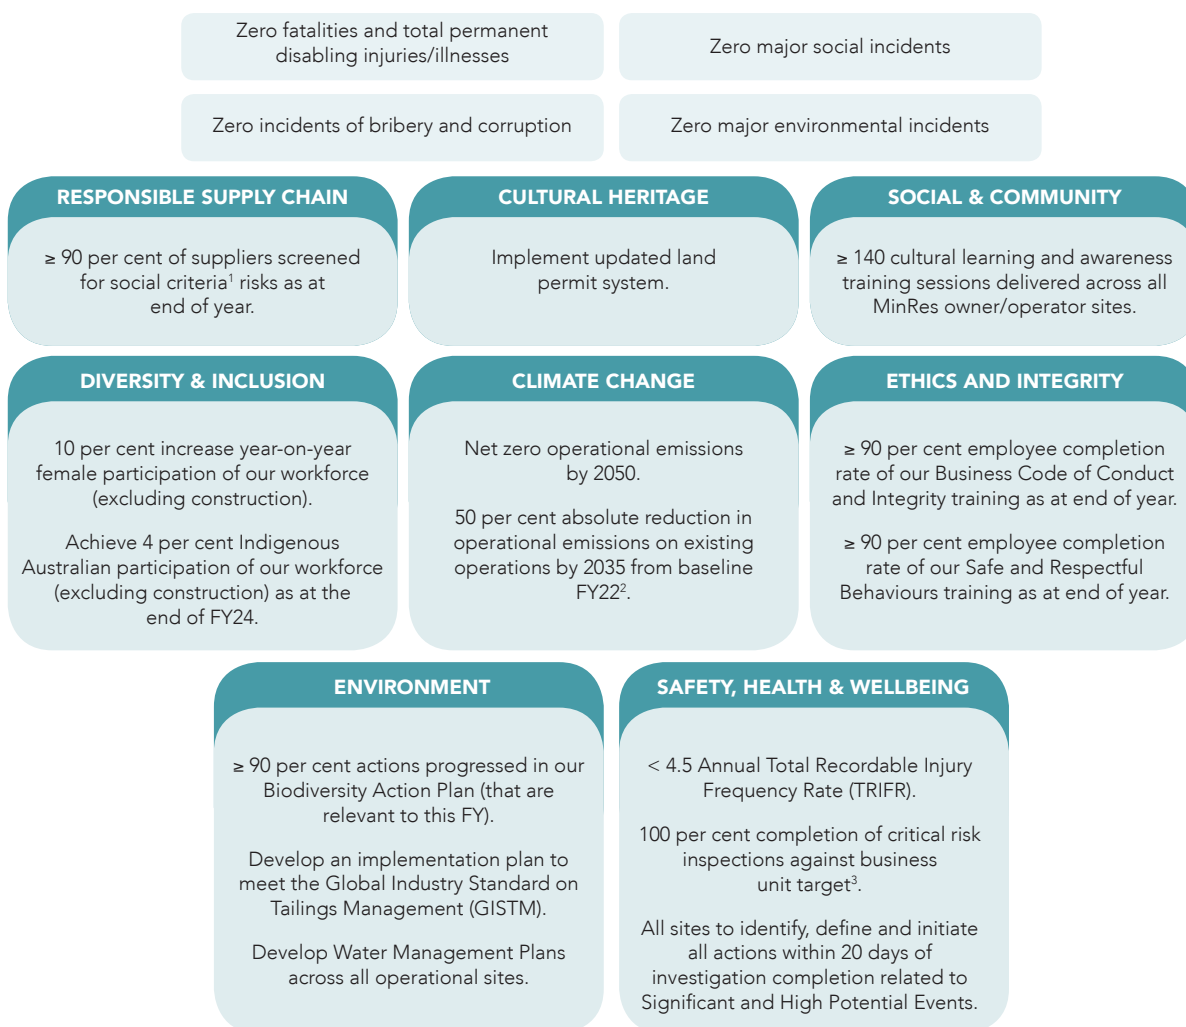 Zero fatalities and total permanent
disabling injuries/illnesses
Zero major social incidents
Zero incidents of bribery and corruption
Zero major environmental incidents
RESPONSIBLE SUPPLY CHAIN
≥ 90 per cent of suppliers screened
for social criteria¹ risks as at
end of year.
CULTURAL HERITAGE
Implement updated land
permit system.
SOCIAL & COMMUNITY
≥ 140 cultural learning and awareness
training sessions delivered across all
MinRes owner/operator sites.
DIVERSITY & INCLUSION
10 per cent increase year-on-year
female participation of our workforce
(excluding construction).
Achieve 4 per cent Indigenous
Australian participation of our workforce
(excluding construction) as at the
end of FY24.
CLIMATE CHANGE
Net zero operational emissions
by 2050.
50 per cent absolute reduction in
operational emissions on existing
operations by 2035 from baseline
FY22².
ETHICS AND INTEGRITY
≥ 90 per cent employee completion
rate of our Business Code of Conduct
and Integrity training as at end of year.
≥ 90 per cent employee completion
rate of our Safe and Respectful
Behaviours training as at end of year.
ENVIRONMENT
≥ 90 per cent actions progressed in our
Biodiversity Action Plan (that are
relevant to this FY).
Develop an implementation plan to
meet the Global Industry Standard on
Tailings Management (GISTM).
Develop Water Management Plans
across all operational sites.
SAFETY, HEALTH & WELLBEING
< 4.5 Annual Total Recordable Injury
Frequency Rate (TRIFR).
100 per cent completion of critical risk
inspections against business
unit target³.
All sites to identify, define and initiate
all actions within 20 days of
investigation completion related to
Significant and High Potential Events.